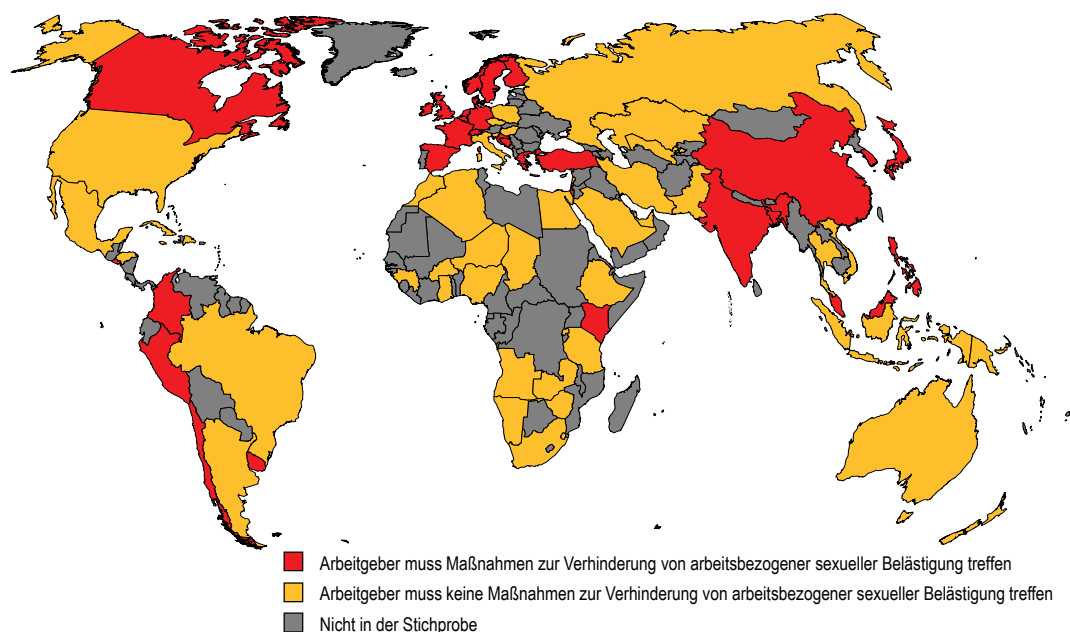 Arbeitgeber muss Maßnahmen zur Verhinderung von arbeitsbezogener sexueller Belästigung treffen
Arbeitgeber muss keine Maßnahmen zur Verhinderung von arbeitsbezogener sexueller Belästigung treffen
Nicht in der Stichprobe